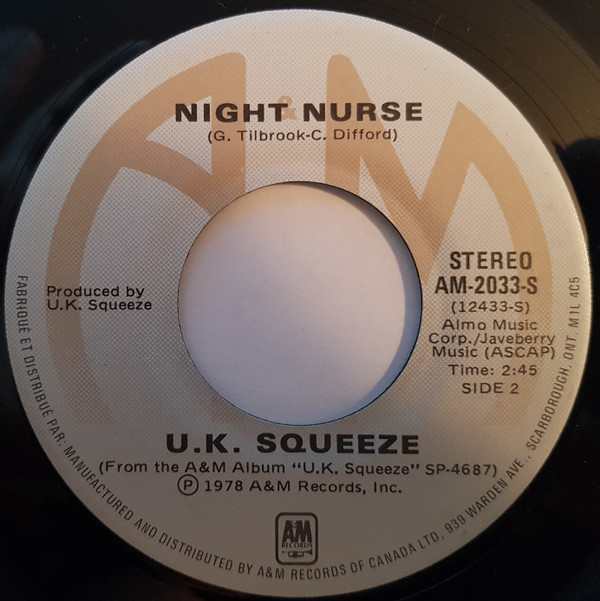 NIGHT NURSE
(G. Tilbrook-C. Difford)
Produced by
U.K. Squeeze
STEREO
AM-2033-S
(12433-S)
Almo Music
Corp./Javeberry
Music (ASCAP)
Time: 2:45
SIDE 2
U.K. SQUEEZE
(From the A&M Album "U.K. Squeeze" SP-4687)
Ⓟ 1978 A&M Records, Inc.
A&M
RECORDS
FABRIQUÉ ET DISTRIBUÉ PAR: MANUFACTURED AND DISTRIBUTED BY A&M RECORDS OF CANADA LTD, 939 WARDEN AVE., SCARBOROUGH, ONT. M1L 4C5
A&M